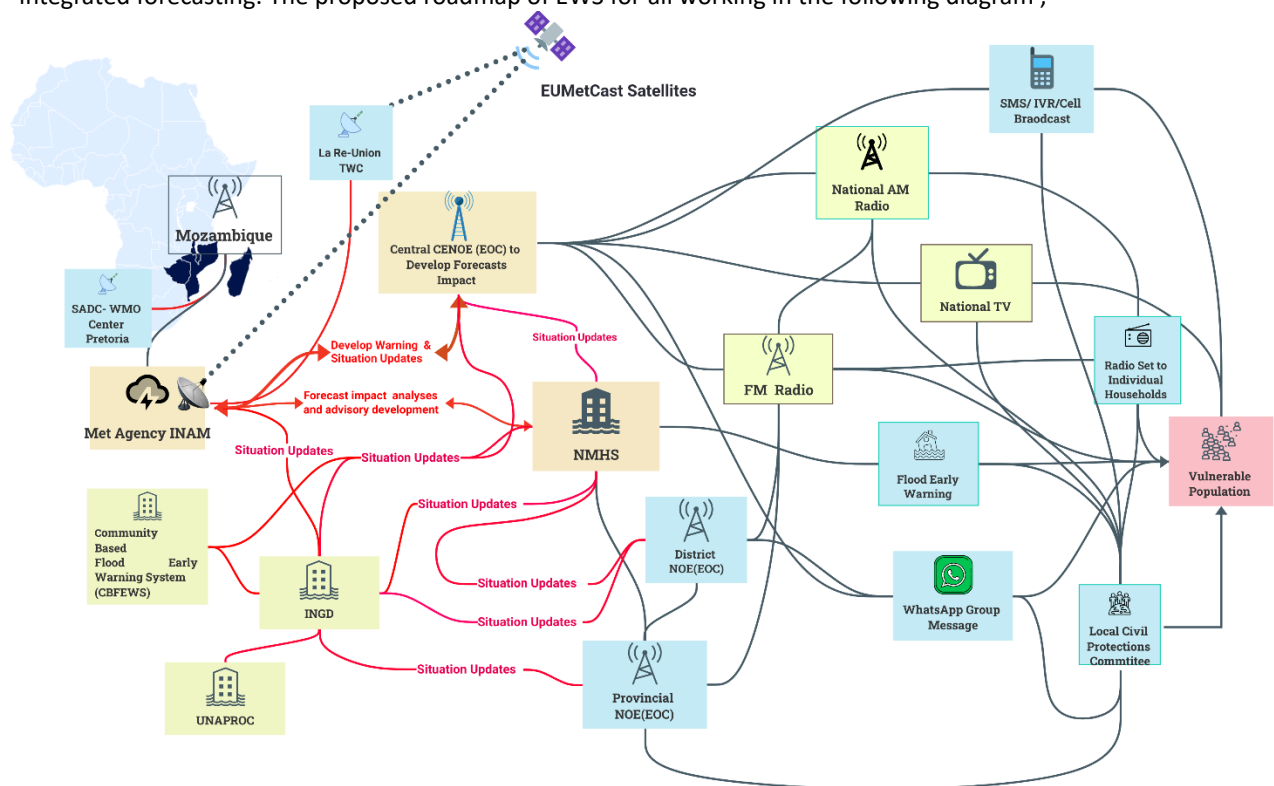 integrated forecasting. The proposed roadmap of EWS for all working in the following diagram ;
EUMetCast Satellites
SMS/ IVR/Cell
Braodcast
La Re-Union
TWC
National AM
Radio
Mozambique
Central CENOE (EOC) to
Develop Forecasts
Impact
National TV
SADC- WMO
Center
Pretoria
Situation Updates
Develop Warning &
Situation Updates
Radio Set to
Individual
Households
FM Radio
Forecast impact analyses
and advisory development
Met Agency INAM
Situation Updates
Situation Updates
NMHS
Flood Early
Warning
Vulnerable
Population
Situation Updates
Community
Based
Flood Early
Warning System
(CBFEWS)
District
NOE(EOC)
Situation Updates
INGD
Situation Updates
WhatsApp Group
Message
Local Civil
Protections
Commtitee
Situation Updates
Provincial
NOE(EOC)
UNAPROC